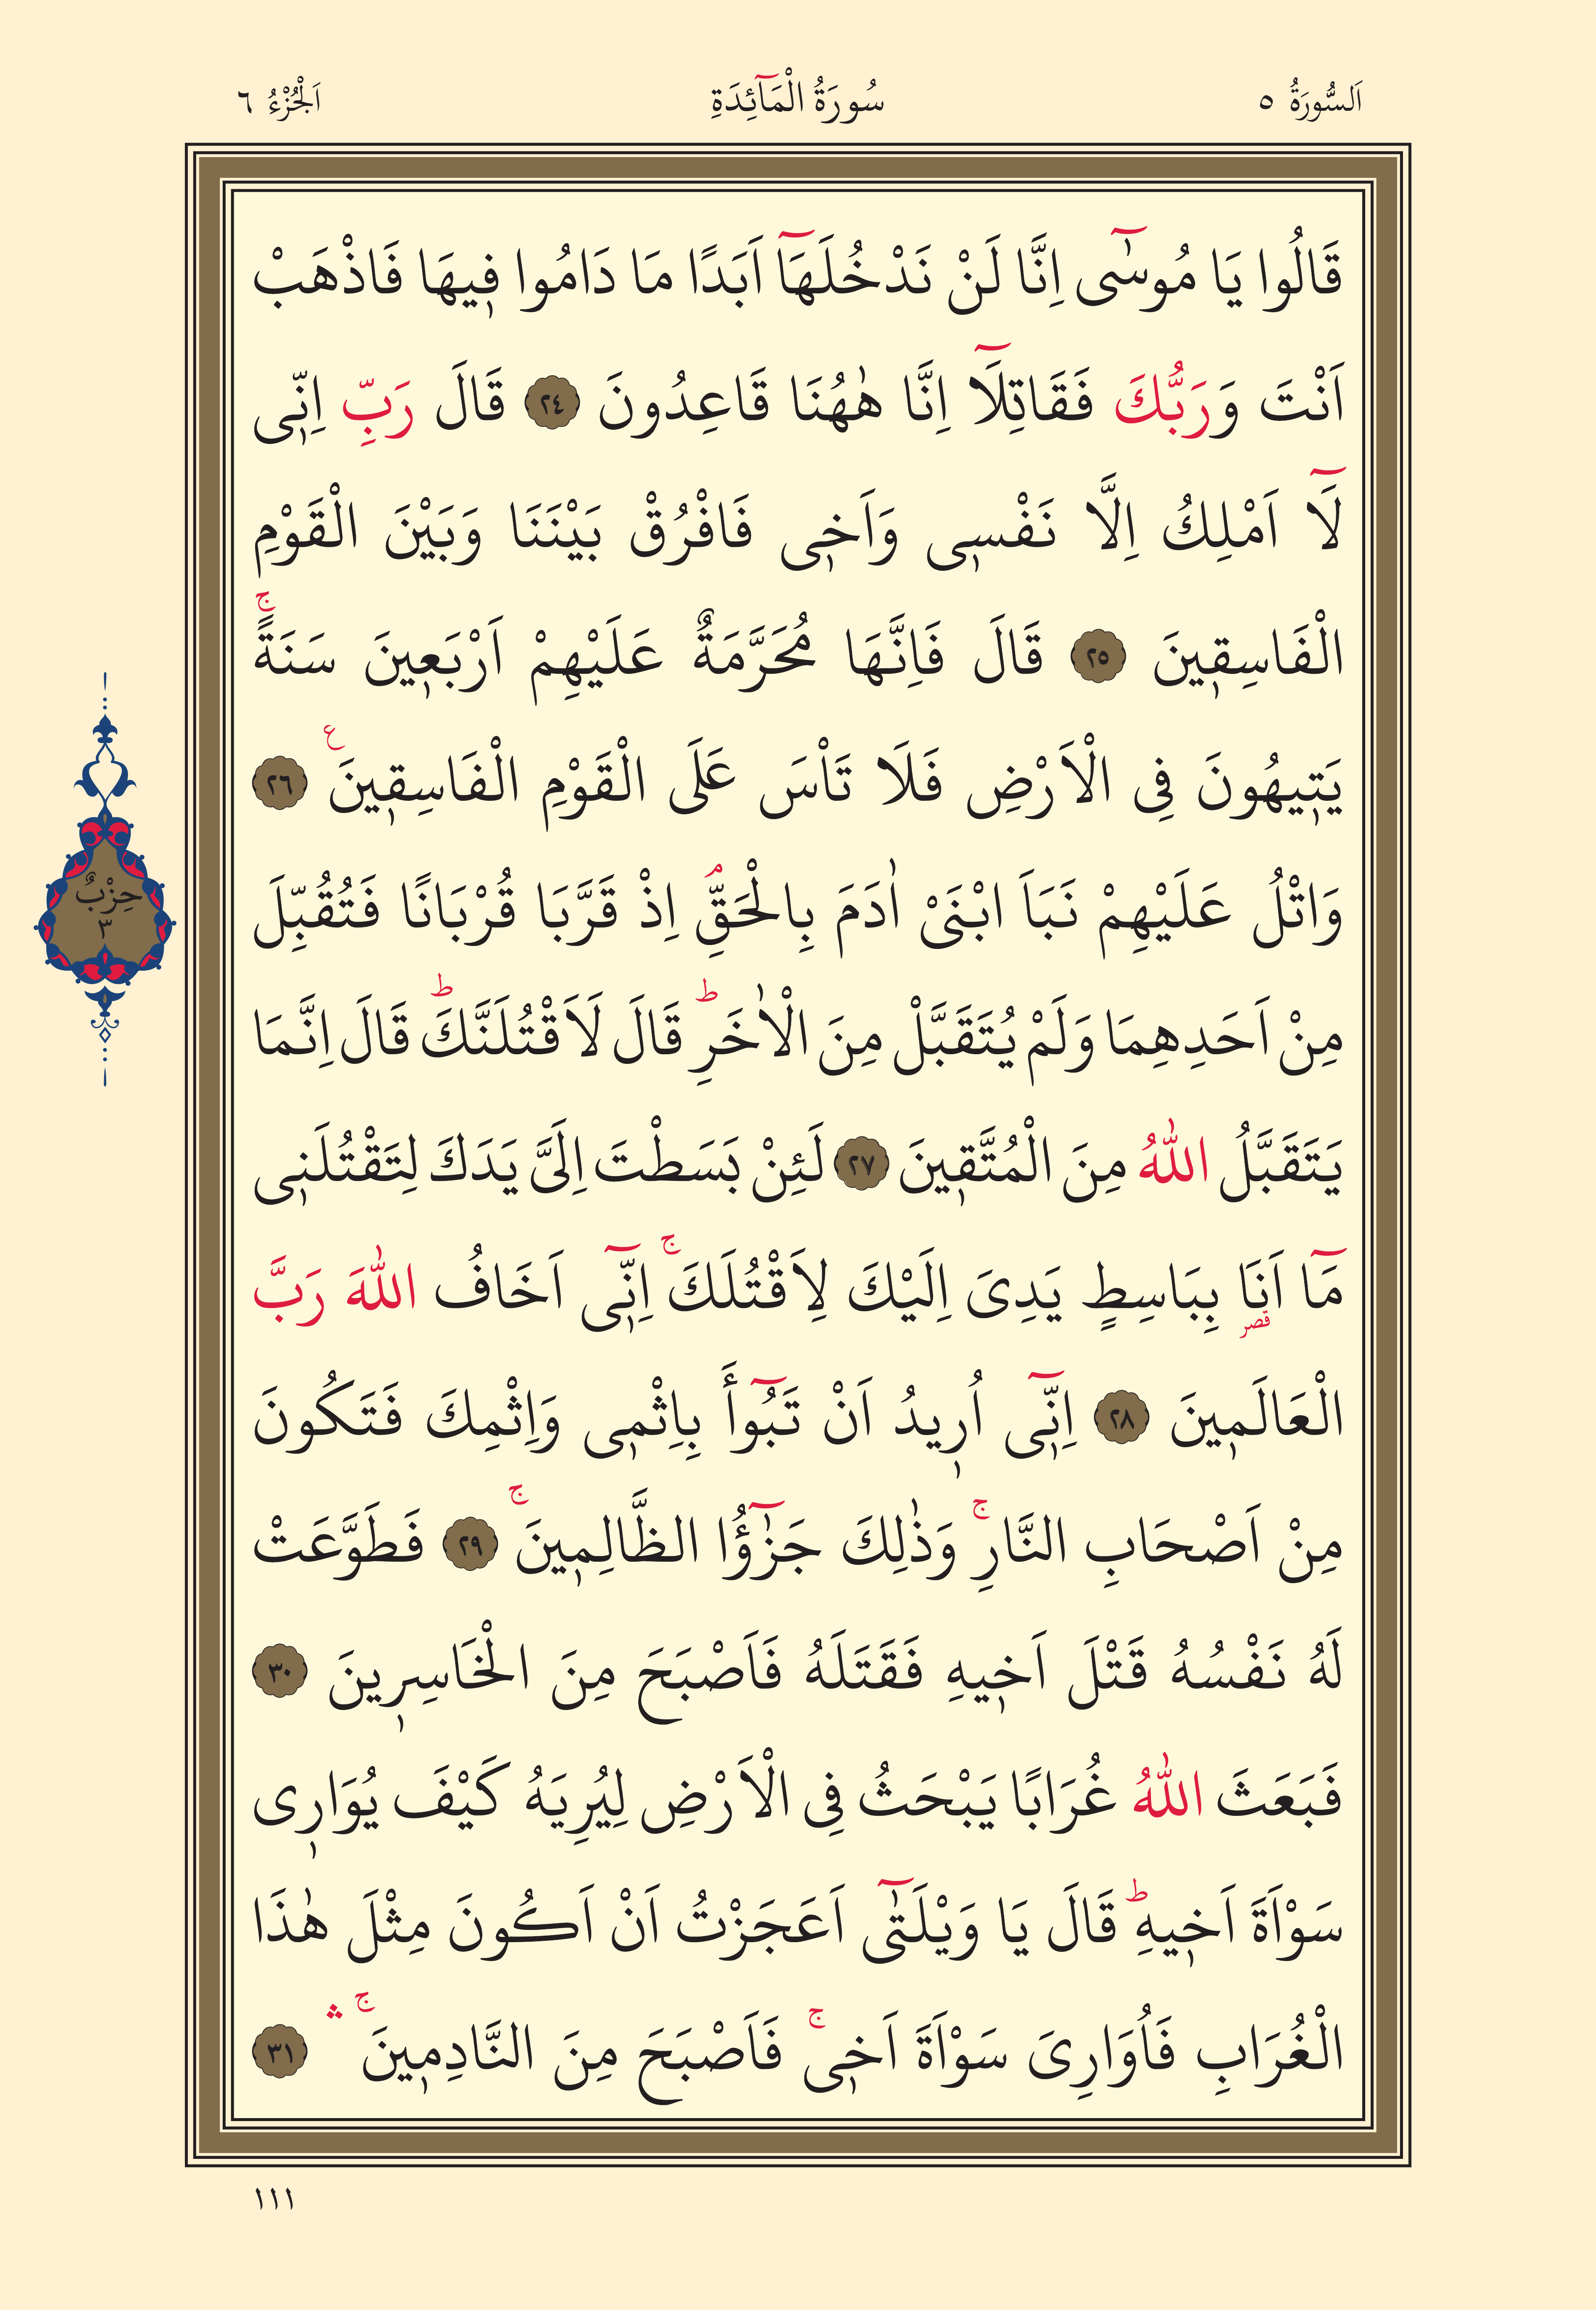 اَلسُّورَةُ ٥
سُورَةُ الْمَآئِدَةِ
اَلْجُزْءُ ٦
قَالُوا يَا مُوسٰٓى اِنَّا لَنْ نَدْخُلَهَآ اَبَدًا مَا دَامُوا ف۪يهَا فَاذْهَبْ
اَنْتَ وَرَبُّكَ فَقَاتِلَآ اِنَّا هٰهُنَا قَاعِدُونَ ﴿٢٤﴾ قَالَ رَبِّ اِنّ۪ى
لَآ اَمْلِكُ اِلَّا نَفْس۪ى وَاَخ۪ى فَافْرُقْ بَيْنَنَا وَبَيْنَ الْقَوْمِ
الْفَاسِق۪ينَ ﴿٢٥﴾ قَالَ فَاِنَّهَا مُحَرَّمَةٌ عَلَيْهِمْ اَرْبَع۪ينَ سَنَةًۚ
يَت۪يهُونَ فِى الْاَرْضِ فَلَا تَاْسَ عَلَى الْقَوْمِ الْفَاسِق۪ينَ ع ﴿٢٦﴾
وَاتْلُ عَلَيْهِمْ نَبَاَ ابْنَىْ اٰدَمَ بِالْحَقِّۢ اِذْ قَرَّبَا قُرْبَانًا فَتُقُبِّلَ
مِنْ اَحَدِهِمَا وَلَمْ يُتَقَبَّلْ مِنَ الْاٰخَرِؕ قَالَ لَاَقْتُلَنَّكَؕ قَالَ اِنَّمَا
يَتَقَبَّلُ اللّٰهُ مِنَ الْمُتَّق۪ينَ ﴿٢٧﴾ لَئِنْ بَسَطْتَ اِلَىَّ يَدَكَ لِتَقْتُلَن۪ى
مَآ اَنَا۬ بِبَاسِطٍ يَدِىَ اِلَيْكَ لِاَقْتُلَكَۚ اِنّ۪ٓى اَخَافُ اللّٰهَ رَبَّ
قصر
الْعَالَم۪ينَ ﴿٢٨﴾ اِنّ۪ٓى اُر۪يدُ اَنْ تَبُٓوأَ بِاِثْم۪ى وَاِثْمِكَ فَتَكُونَ
مِنْ اَصْحَابِ النَّارِۚ وَذٰلِكَ جَزٰٓؤُا الظَّالِم۪ينَۚ ﴿٢٩﴾ فَطَوَّعَتْ
لَهُ نَفْسُهُ قَتْلَ اَخ۪يهِ فَقَتَلَهُ فَاَصْبَحَ مِنَ الْخَاسِر۪ينَ ﴿٣٠﴾
فَبَعَثَ اللّٰهُ غُرَابًا يَبْحَثُ فِى الْاَرْضِ لِيُرِيَهُ كَيْفَ يُوَار۪ى
سَوْاَةَ اَخ۪يهِؕ قَالَ يَا وَيْلَتٰٓى اَعَجَزْتُ اَنْ اَكُونَ مِثْلَ هٰذَا
الْغُرَابِ فَاُوَارِىَ سَوْاَةَ اَخ۪ىۚ فَاَصْبَحَ مِنَ النَّادِم۪ينَۚۛ ﴿٣١﴾
حِزْبٌ
٣
١١١